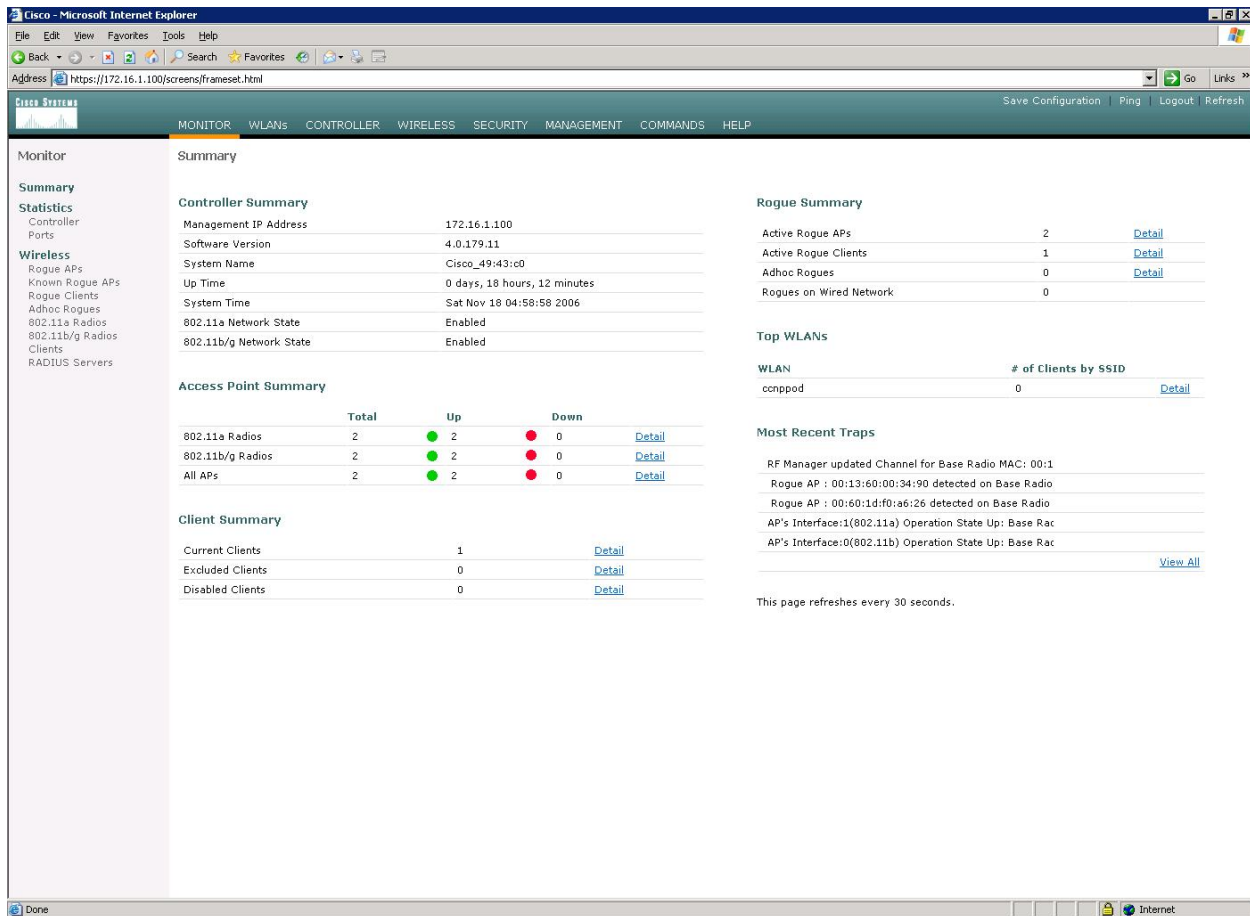 Cisco - Microsoft Internet Explorer
File Edit View Favorites Tools Help
Back Search Favorites
Address https://172.16.1.100/screens/frameset.html Go Links »
CISCO SYSTEMS
Save Configuration | Ping | Logout | Refresh
MONITOR WLANs CONTROLLER WIRELESS SECURITY MANAGEMENT COMMANDS HELP
Monitor
Summary
Statistics
Controller
Ports
Wireless
Rogue APs
Known Rogue APs
Rogue Clients
Adhoc Rogues
802.11a Radios
802.11b/g Radios
Clients
RADIUS Servers
Summary
Controller Summary
Management IP Address 172.16.1.100
Software Version 4.0.179.11
System Name Cisco_49:43:c0
Up Time 0 days, 18 hours, 12 minutes
System Time Sat Nov 18 04:58:58 2006
802.11a Network State Enabled
802.11b/g Network State Enabled
Access Point Summary
Total Up Down
802.11a Radios 2 2 0 Detail
802.11b/g Radios 2 2 0 Detail
All APs 2 2 0 Detail
Client Summary
Current Clients 1 Detail
Excluded Clients 0 Detail
Disabled Clients 0 Detail
Rogue Summary
Active Rogue APs 2 Detail
Active Rogue Clients 1 Detail
Adhoc Rogues 0 Detail
Rogues on Wired Network 0
Top WLANs
WLAN # of Clients by SSID
ccnppod 0 Detail
Most Recent Traps
RF Manager updated Channel for Base Radio MAC: 00:1
Rogue AP : 00:13:60:00:34:90 detected on Base Radio
Rogue AP : 00:60:1d:f0:a6:26 detected on Base Radio
AP's Interface:1(802.11a) Operation State Up: Base Rac
AP's Interface:0(802.11b) Operation State Up: Base Rac
View All
This page refreshes every 30 seconds.
Done Internet